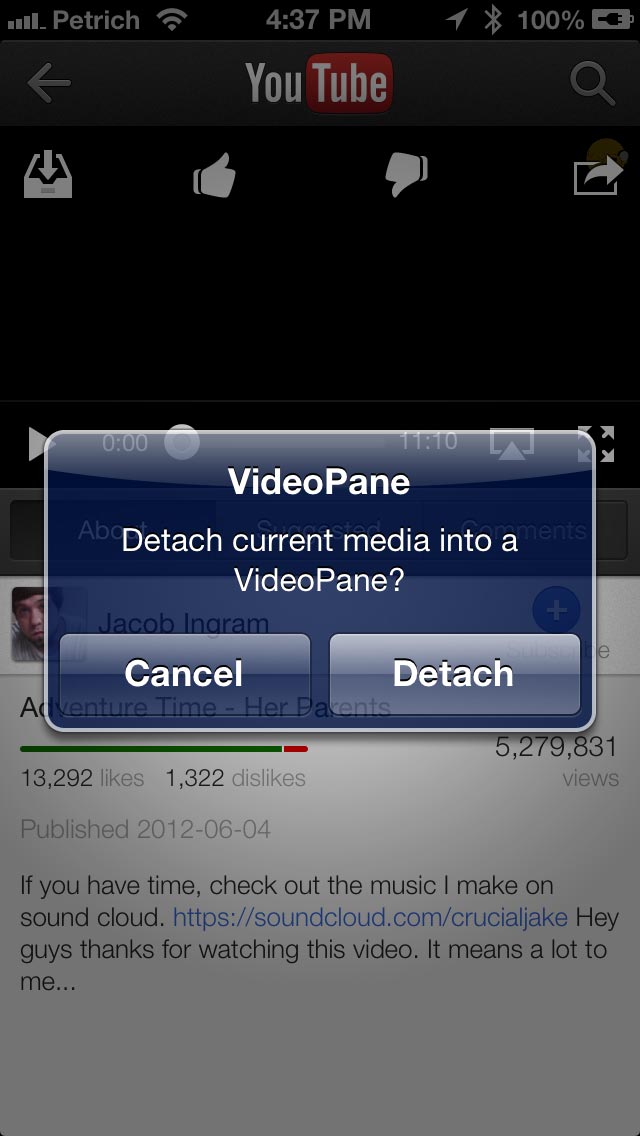 Petrich 4:37 PM 100%
YouTube
0:00 11:10
VideoPane
About Suggested Comments
Detach current media into a
VideoPane?
Jacob Ingram
Subscribe
Cancel Detach
Adventure Time - Her Parents
5,279,831
13,292 likes 1,322 dislikes views
Published 2012-06-04
If you have time, check out the music I make on
sound cloud. https://soundcloud.com/crucialjake Hey
guys thanks for watching this video. It means a lot to
me...